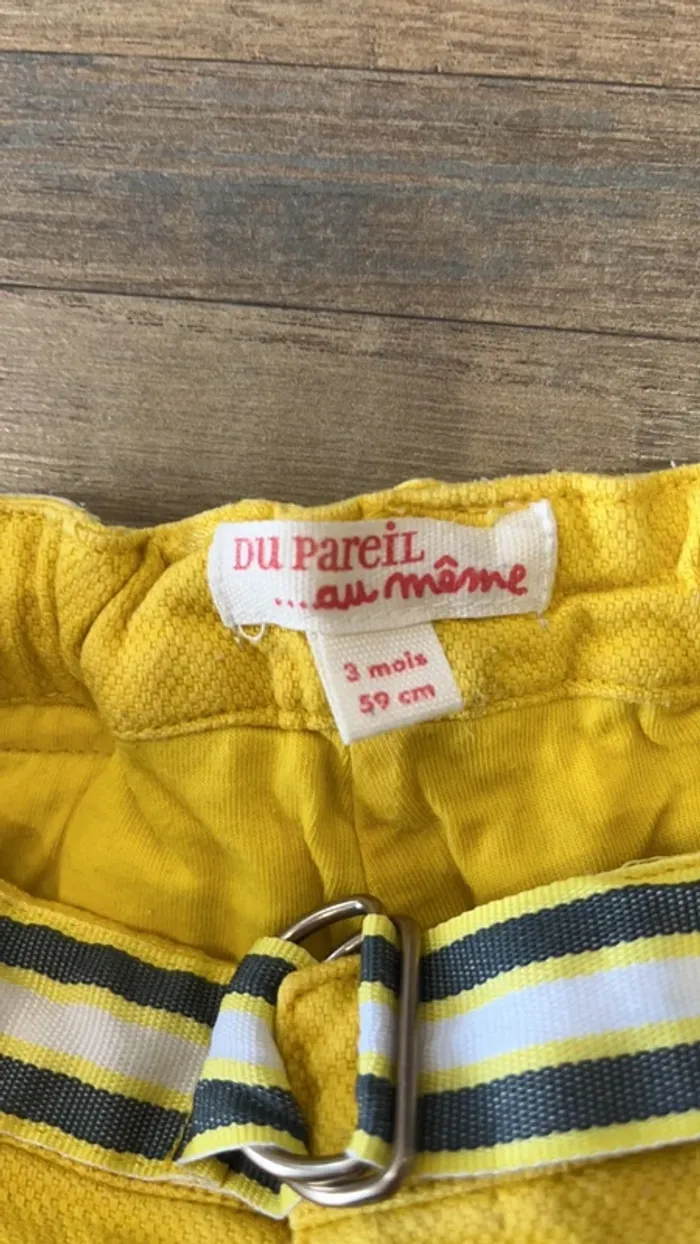 Du Pareil
...au même
3 mois
59 cm